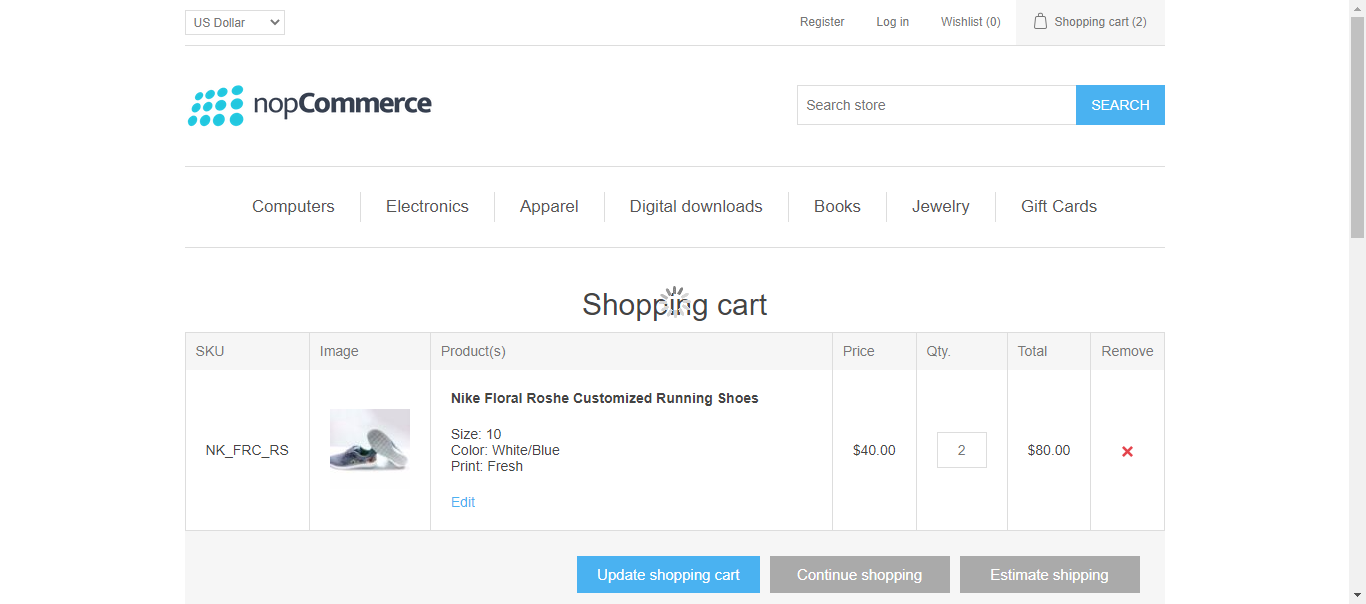 US Dollar
Register
Log in
Wishlist (0)
Shopping cart (2)
nopCommerce
Search store
SEARCH
Computers
Electronics
Apparel
Digital downloads
Books
Jewelry
Gift Cards
Shopping cart
SKU
Image
Product(s)
Price
Qty.
Total
Remove
NK_FRC_RS
Nike Floral Roshe Customized Running Shoes
Size: 10
Color: White/Blue
Print: Fresh
Edit
$40.00
2
$80.00
Update shopping cart
Continue shopping
Estimate shipping